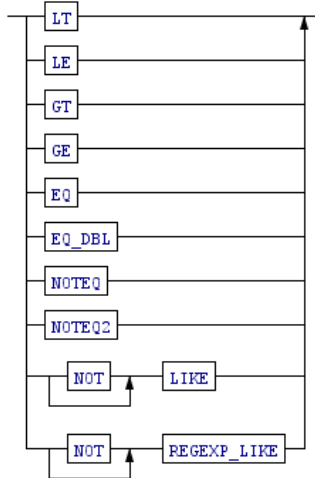 LT
LE
GT
GE
EQ
EQ_DBL
NOTEQ
NOTEQ2
NOT LIKE
NOT REGEXP_LIKE